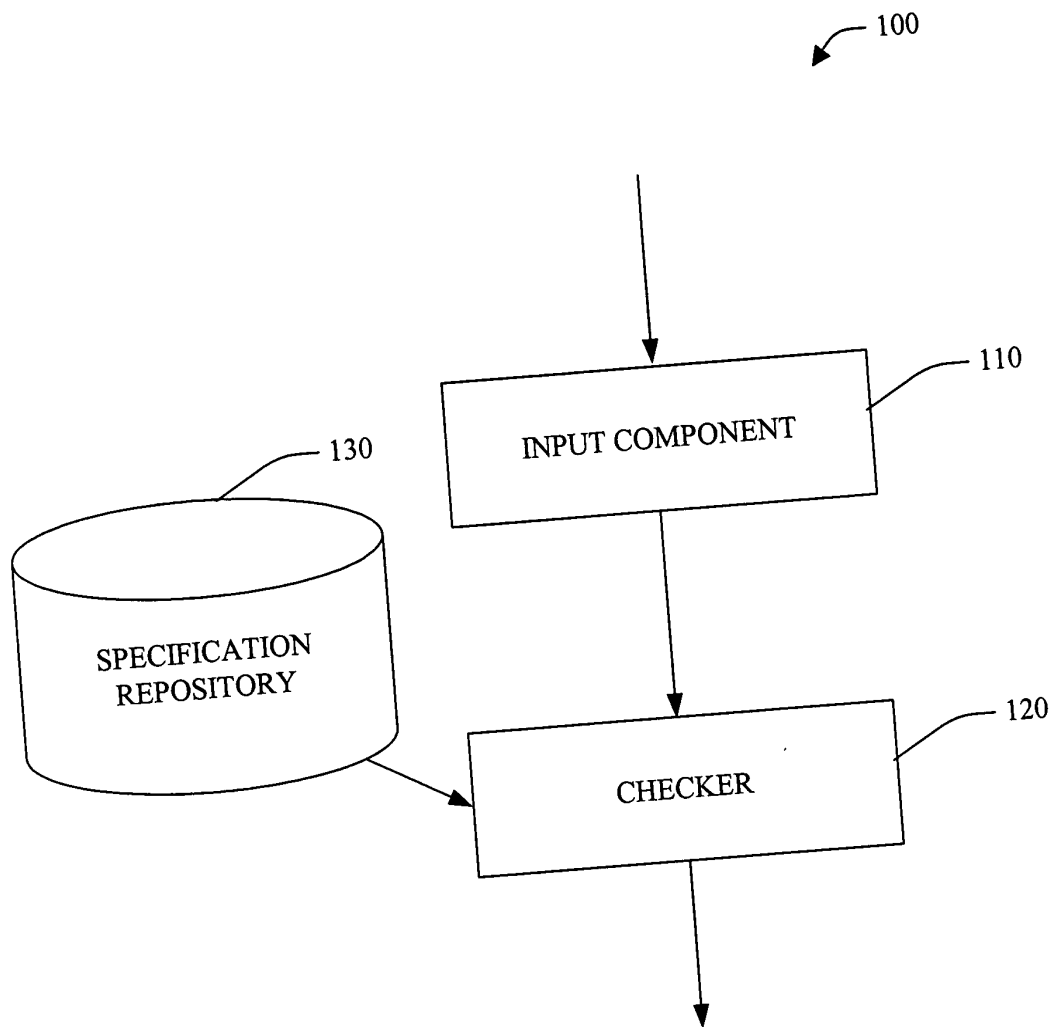 100
110
INPUT COMPONENT
130
SPECIFICATION
REPOSITORY
120
CHECKER